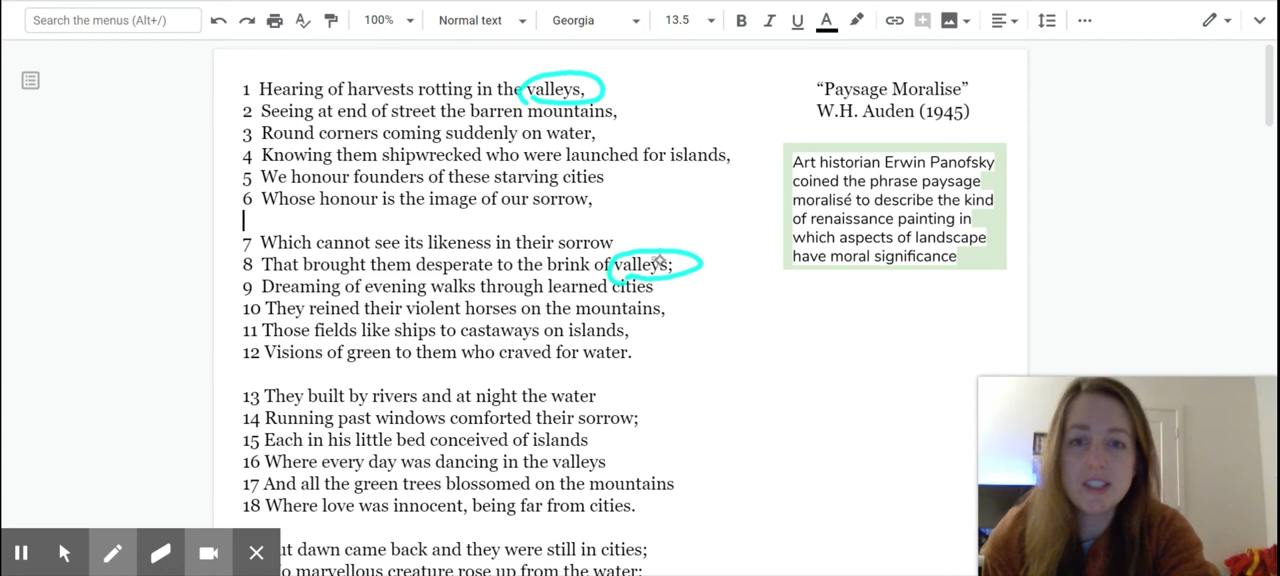 Search the menus (Alt+/)
100%
Normal text
Georgia
13.5
B
I
U
A
1 Hearing of harvests rotting in the valleys,
2 Seeing at end of street the barren mountains,
3 Round corners coming suddenly on water,
4 Knowing them shipwrecked who were launched for islands,
5 We honour founders of these starving cities
6 Whose honour is the image of our sorrow,
7 Which cannot see its likeness in their sorrow
8 That brought them desperate to the brink of valleys;
9 Dreaming of evening walks through learned cities
10 They reined their violent horses on the mountains,
11 Those fields like ships to castaways on islands,
12 Visions of green to them who craved for water.
13 They built by rivers and at night the water
14 Running past windows comforted their sorrow;
15 Each in his little bed conceived of islands
16 Where every day was dancing in the valleys
17 And all the green trees blossomed on the mountains
18 Where love was innocent, being far from cities.
dawn came back and they were still in cities;
marvellous creature rose up from the water;
“Paysage Moralise”
W.H. Auden (1945)
Art historian Erwin Panofsky
coined the phrase paysage
moralisé to describe the kind
of renaissance painting in
which aspects of landscape
have moral significance